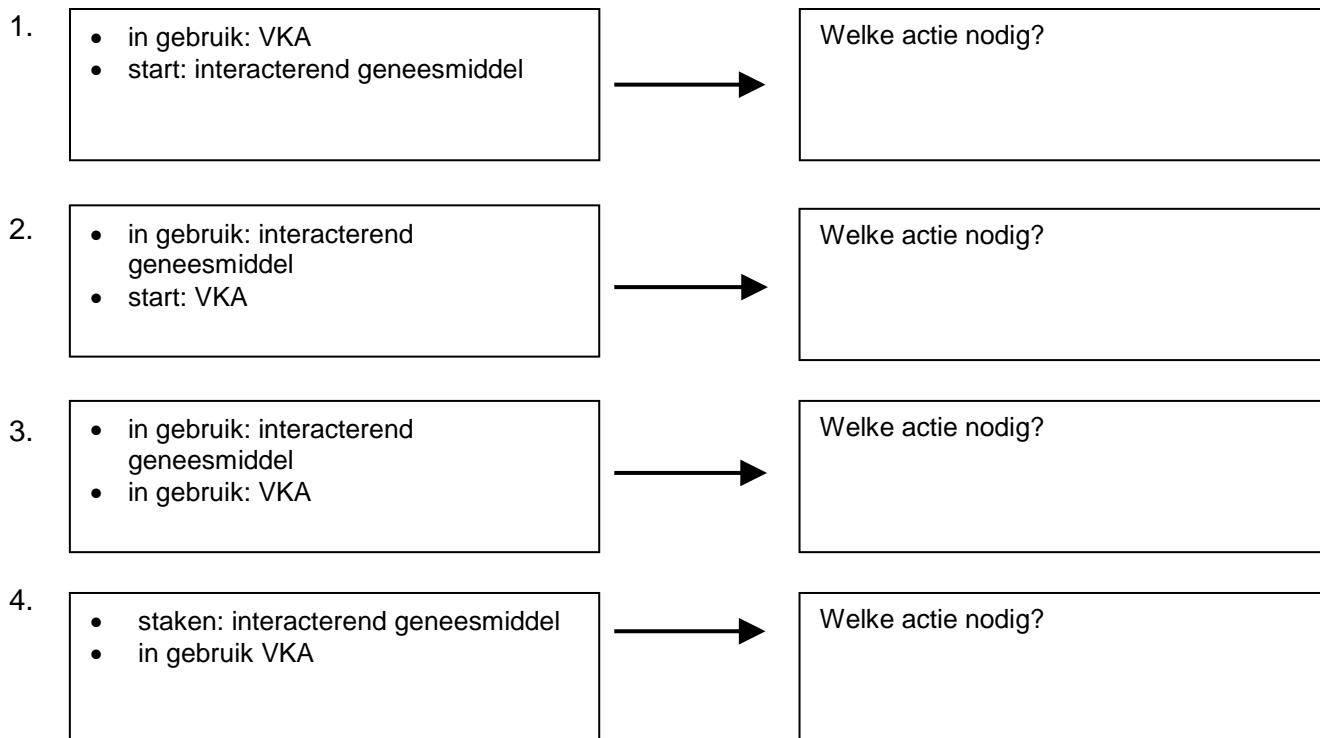 1.
• in gebruik: VKA
• start: interacterend geneesmiddel
Welke actie nodig?
2.
• in gebruik: interacterend
geneesmiddel
• start: VKA
Welke actie nodig?
3.
• in gebruik: interacterend
geneesmiddel
• in gebruik: VKA
Welke actie nodig?
4.
• staken: interacterend geneesmiddel
• in gebruik VKA
Welke actie nodig?